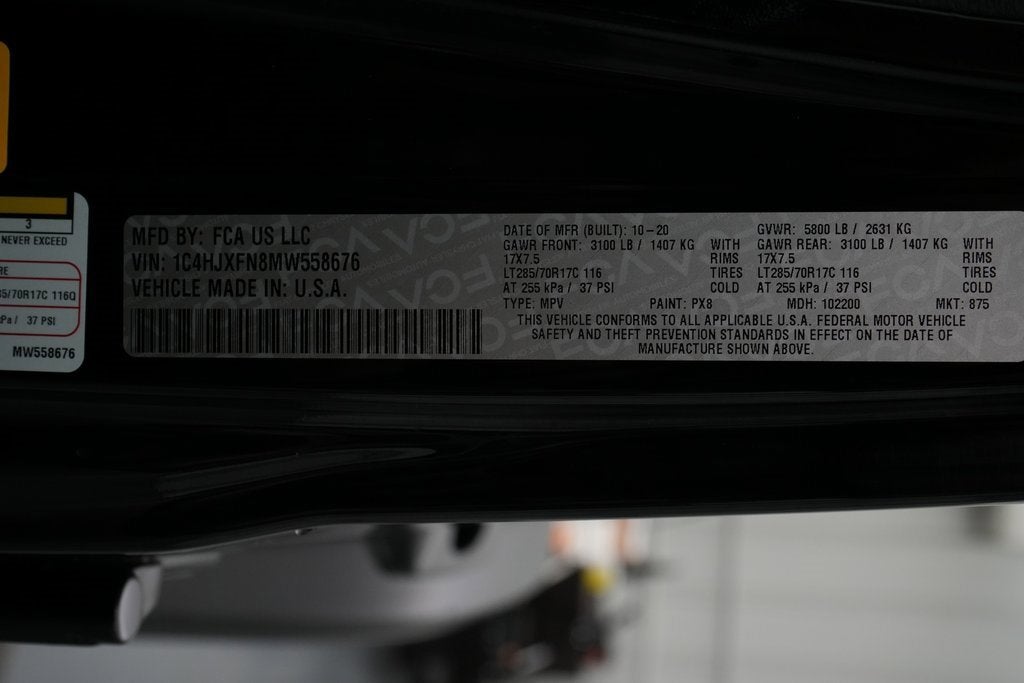 3
NEVER EXCEED
RE
85/70R17C 116Q
kPa / 37 PSI
MW558676
MFD BY: FCA US LLC
VIN: 1C4HJXFN8MW558676
VEHICLE MADE IN: U.S.A.
DATE OF MFR (BUILT): 10-20 GVWR: 5800 LB / 2631 KG
GAWR FRONT: 3100 LB / 1407 KG WITH GAWR REAR: 3100 LB / 1407 KG WITH
17X7.5 RIMS 17X7.5 RIMS
LT285/70R17C 116 TIRES LT285/70R17C 116 TIRES
AT 255 kPa / 37 PSI COLD AT 255 kPa / 37 PSI COLD
TYPE: MPV PAINT: PX8 MDH: 102200 MKT: 875
THIS VEHICLE CONFORMS TO ALL APPLICABLE U.S.A. FEDERAL MOTOR VEHICLE
SAFETY AND THEFT PREVENTION STANDARDS IN EFFECT ON THE DATE OF
MANUFACTURE SHOWN ABOVE.